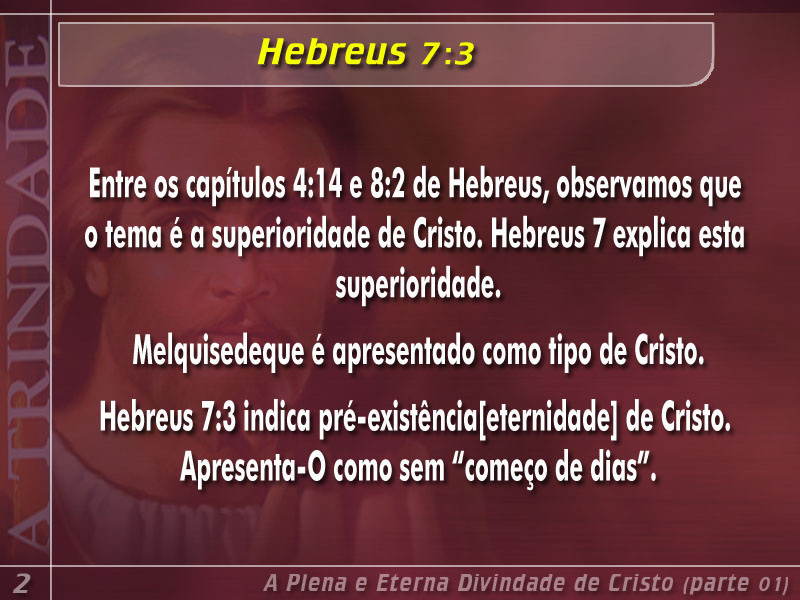 A TRINDADE
Hebreus 7:3
Entre os capítulos 4:14 e 8:2 de Hebreus, observamos que
o tema é a superioridade de Cristo. Hebreus 7 explica esta
superioridade.
Melquisedeque é apresentado como tipo de Cristo.
Hebreus 7:3 indica pré-existência[eternidade] de Cristo.
Apresenta-O como sem “começo de dias”.
2
A Plena e Eterna Divindade de Cristo (parte 01)